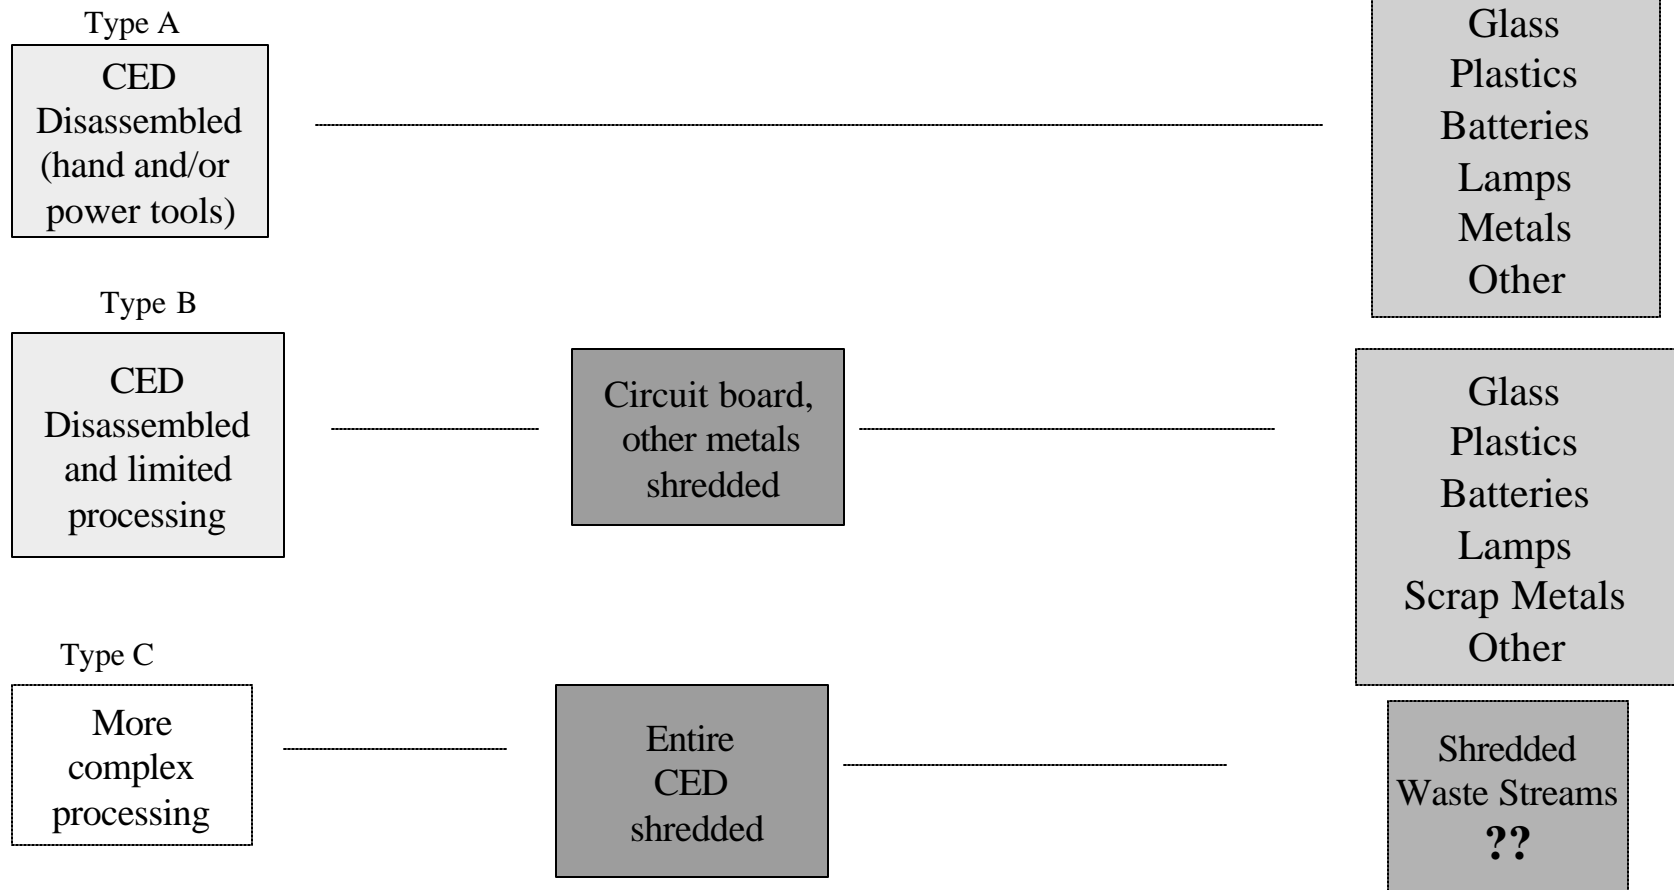 Type A
CED
Disassembled
(hand and/or
power tools)
Glass
Plastics
Batteries
Lamps
Metals
Other
Type B
CED
Disassembled
and limited
processing
Circuit board,
other metals
shredded
Glass
Plastics
Batteries
Lamps
Scrap Metals
Other
Type C
More
complex
processing
Entire
CED
shredded
Shredded
Waste Streams
??